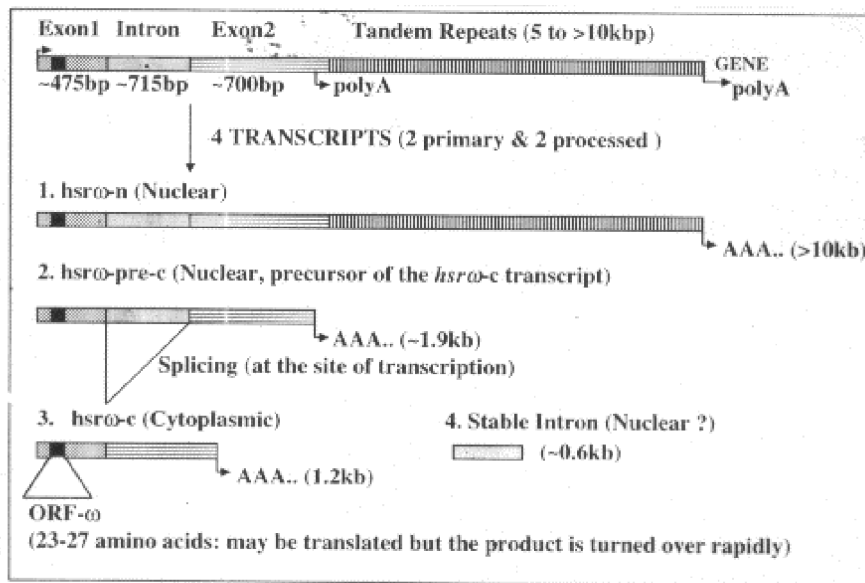 Exon1 Intron Exon2 Tandem Repeats (5 to >10kbp)
GENE
~475bp ~715bp ~700bp polyA polyA
4 TRANSCRIPTS (2 primary & 2 processed )
1. hsrω-n (Nuclear)
AAA.. (>10kb)
2. hsrω-pre-c (Nuclear, precursor of the hsrω-c transcript)
AAA.. (~1.9kb)
Splicing (at the site of transcription)
3. hsrω-c (Cytoplasmic) 4. Stable Intron (Nuclear ?)
(~0.6kb)
AAA.. (1.2kb)
ORF-ω
(23-27 amino acids: may be translated but the product is turned over rapidly)